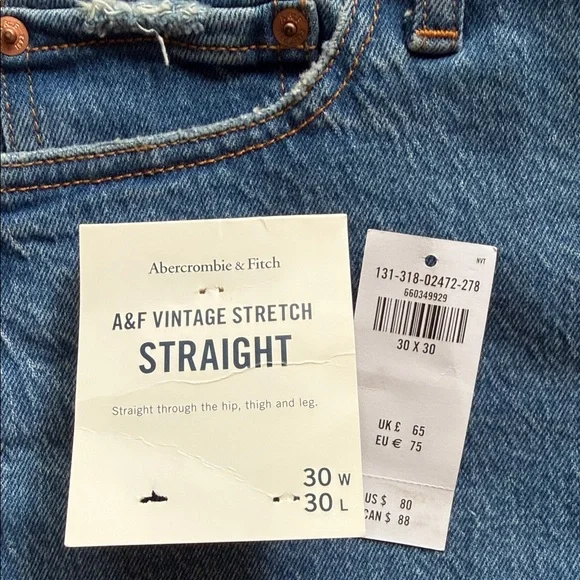 Abercrombie & Fitch
A&F VINTAGE STRETCH
STRAIGHT
Straight through the hip, thigh and leg.
30 W
30 L
NVT
131-318-02472-278
660349929
30 X 30
UK £ 65
EU € 75
US $ 80
CAN $ 88